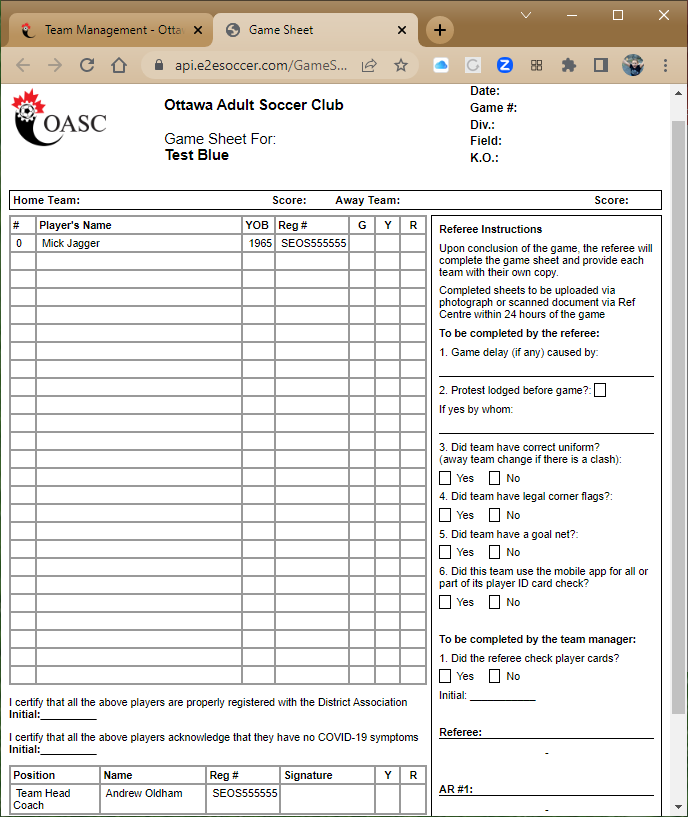 Team Management - Otta
Game Sheet
api.e2esoccer.com/GameS...
OASC
Ottawa Adult Soccer Club
Game Sheet For:
Test Blue
Date:
Game #:
Div.:
Field:
K.O.:
Home Team: Score: Away Team: Score:
# Player's Name YOB Reg # G Y R
0 Mick Jagger 1965 SEOS555555
Referee Instructions
Upon conclusion of the game, the referee will
complete the game sheet and provide each
team with their own copy.
Completed sheets to be uploaded via
photograph or scanned document via Ref
Centre within 24 hours of the game
To be completed by the referee:
1. Game delay (if any) caused by:
2. Protest lodged before game?:
If yes by whom:
3. Did team have correct uniform?
(away team change if there is a clash):
Yes No
4. Did team have legal corner flags?:
Yes No
5. Did team have a goal net?:
Yes No
6. Did this team use the mobile app for all or
part of its player ID card check?
Yes No
To be completed by the team manager:
1. Did the referee check player cards?
Yes No
Initial: ___________
Referee:
-
AR #1:
-
I certify that all the above players are properly registered with the District Association
Initial:__________
I certify that all the above players acknowledge that they have no COVID-19 symptoms
Initial:__________
Position Name Reg # Signature Y R
Team Head Andrew Oldham SEOS555555
Coach